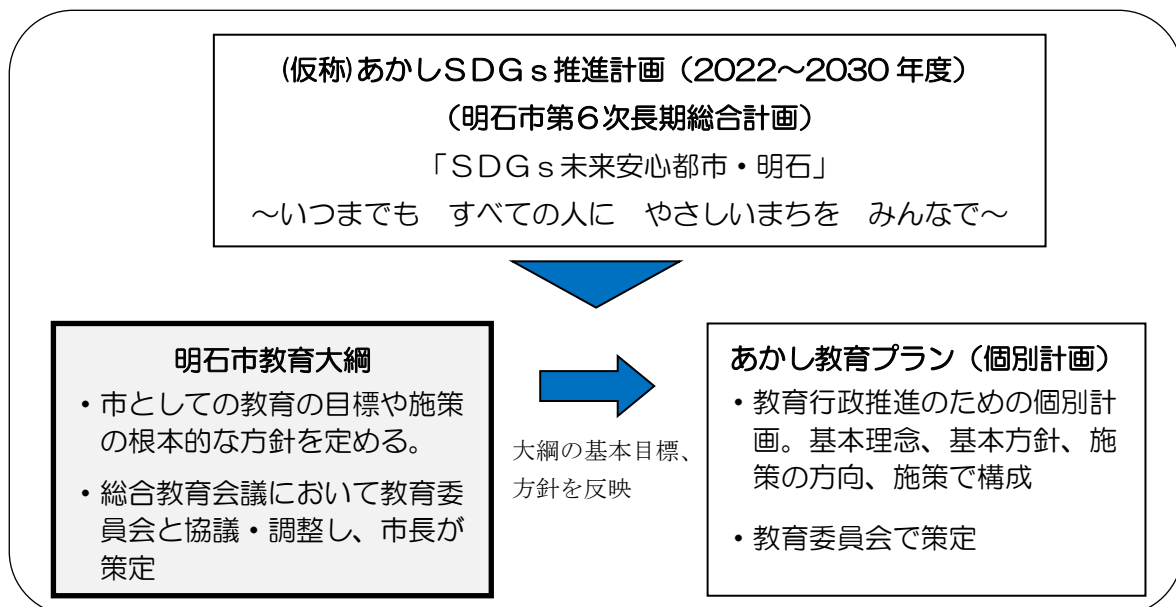 (仮称)あかしSDGs推進計画（2022～2030年度）
（明石市第6次長期総合計画）
「SDGs未来安心都市・明石」
～いつまでも　すべての人に　やさしいまちを　みんなで～
明石市教育大綱
・市としての教育の目標や施策
の根本的な方針を定める。
・総合教育会議において教育委
員会と協議・調整し、市長が
策定
大綱の基本目標、
方針を反映
あかし教育プラン（個別計画）
・教育行政推進のための個別計
画。基本理念、基本方針、施
策の方向、施策で構成
・教育委員会で策定